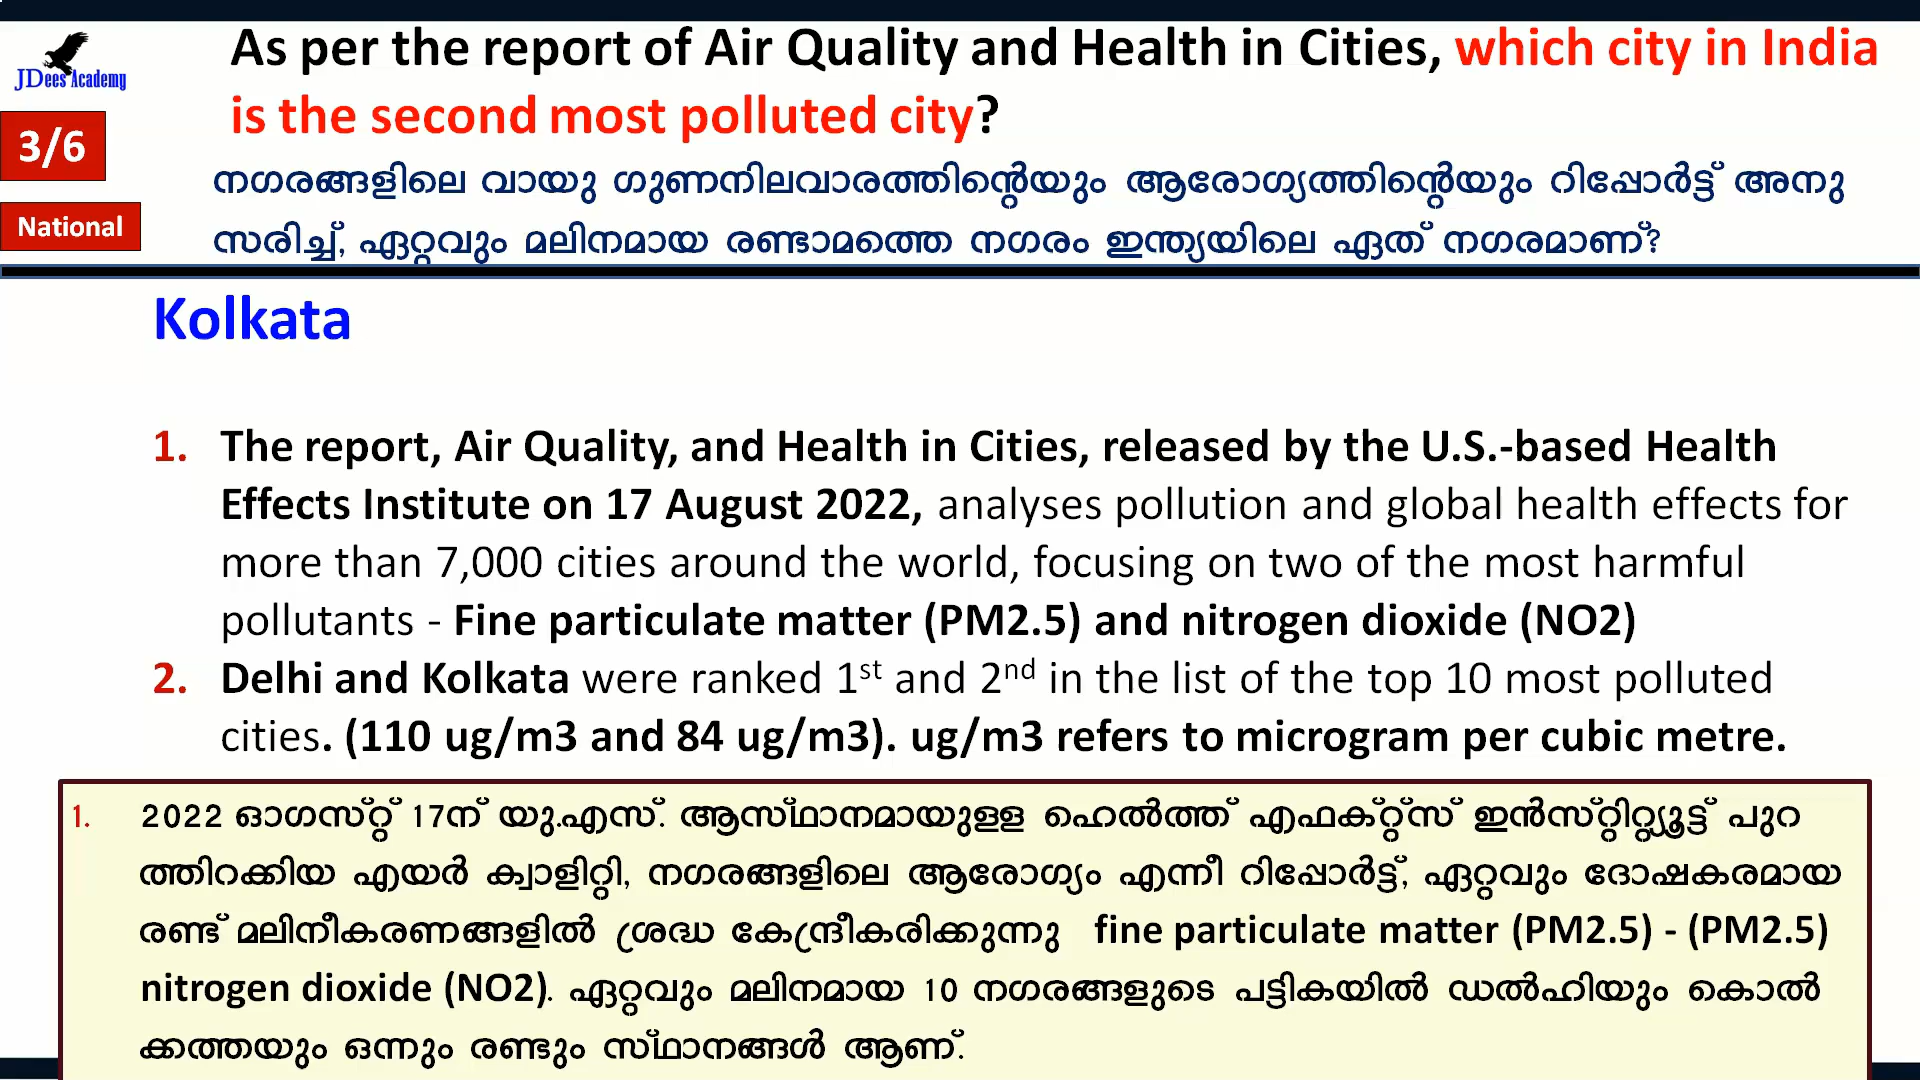 JDees Academy
As per the report of Air Quality and Health in Cities, which city in India
is the second most polluted city?
3/6
നഗരങ്ങളിലെ വായു ഗുണനിലവാരത്തിന്റെയും ആരോഗ്യത്തിന്റെയും റിപ്പോർട്ട് അനു
National
സരിച്ച്, ഏറ്റവും മലിനമായ രണ്ടാമത്തെ നഗരം ഇന്ത്യയിലെ ഏത് നഗരമാണ്?
Kolkata
1. The report, Air Quality, and Health in Cities, released by the U.S.-based Health
Effects Institute on 17 August 2022, analyses pollution and global health effects for
more than 7,000 cities around the world, focusing on two of the most harmful
pollutants - Fine particulate matter (PM2.5) and nitrogen dioxide (NO2)
2. Delhi and Kolkata were ranked 1st and 2nd in the list of the top 10 most polluted
cities. (110 ug/m3 and 84 ug/m3). ug/m3 refers to microgram per cubic metre.
1. 2022 ഓഗസ്റ്റ് 17ന് യു.എസ്. ആസ്ഥാനമായുളള ഹെൽത്ത് എഫക്റ്റ്സ് ഇൻസ്റ്റിറ്റ്യൂട്ട് പുറ
ത്തിറക്കിയ എയർ ക്വാളിറ്റി, നഗരങ്ങളിലെ ആരോഗ്യം എന്നീ റിപ്പോർട്ട്, ഏറ്റവും ദോഷകരമായ
രണ്ട് മലിനീകരണങ്ങളിൽ ശ്രദ്ധ കേന്ദ്രീകരിക്കുന്നു fine particulate matter (PM2.5) - (PM2.5)
nitrogen dioxide (NO2). ഏറ്റവും മലിനമായ 10 നഗരങ്ങളുടെ പട്ടികയിൽ ഡൽഹിയും കൊൽ
ക്കത്തയും ഒന്നും രണ്ടും സ്ഥാനങ്ങൾ ആണ്.